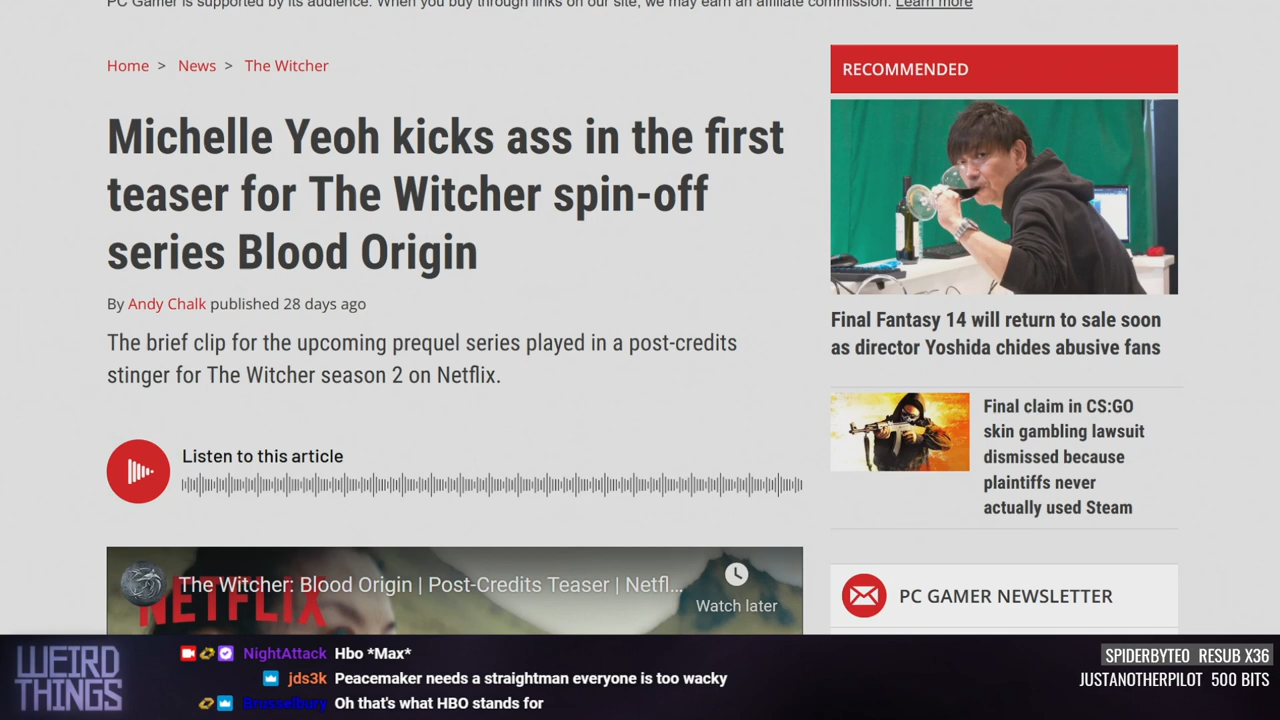 PC Gamer is supported by its audience. When you buy through links on our site, we may earn an affiliate commission. Learn more
Home > News > The Witcher
Michelle Yeoh kicks ass in the first
teaser for The Witcher spin-off
series Blood Origin
By Andy Chalk published 28 days ago
The brief clip for the upcoming prequel series played in a post-credits
stinger for The Witcher season 2 on Netflix.
Listen to this article
The Witcher: Blood Origin | Post-Credits Teaser | Netfl...
Watch later
NETFLIX
RECOMMENDED
Final Fantasy 14 will return to sale soon
as director Yoshida chides abusive fans
Final claim in CS:GO
skin gambling lawsuit
dismissed because
plaintiffs never
actually used Steam
PC GAMER NEWSLETTER
WEIRD
THINGS
NightAttack Hbo *Max*
jds3k Peacemaker needs a straightman everyone is too wacky
Brusselbury Oh that's what HBO stands for
SPIDERBYTE0 RESUB X36
JUSTANOTHERPILOT 500 BITS